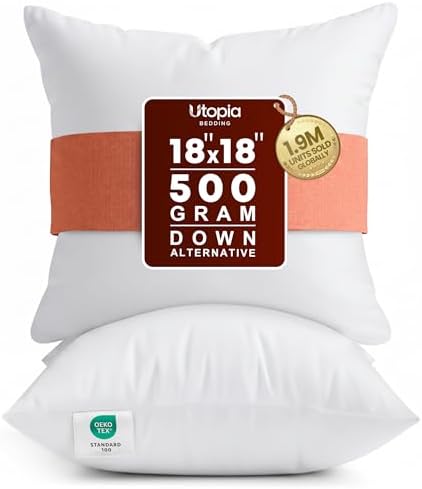 Utopia
BEDDING
18"x18"
500
GRAM
DOWN
ALTERNATIVE
1.9M
UNITS SOLD
GLOBALLY
OEKO
TEX®
STANDARD
100